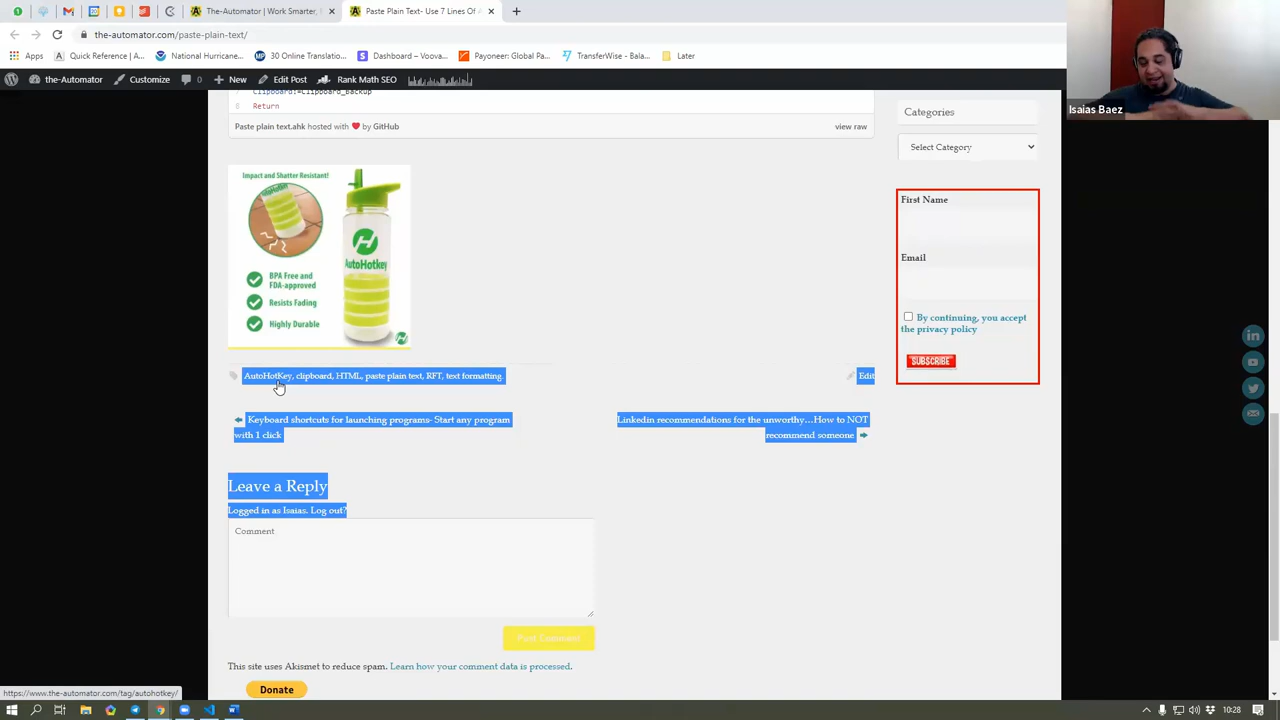 The-Automator | Work Smarter,
Paste Plain Text- Use 7 Lines Of
the-automator.com/paste-plain-text/
Apps
Quick Reference | A...
National Hurricane...
30 Online Translatio...
Dashboard – Voova...
Payoneer: Global Pa...
TransferWise - Bala...
Later
the-Automator
Customize
0
New
Edit Post
Rank Math SEO
Isaias Baez
7 Clipboard:=Clipboard_Backup
8 Return
Paste plain text.ahk hosted with ❤ by GitHub
view raw
Categories
Select Category
Impact and Shatter Resistant!
AutoHotkey
BPA Free and
FDA-approved
Resists Fading
Highly Durable
First Name
Email
By continuing, you accept
the privacy policy
SUBSCRIBE
AutoHotKey, clipboard, HTML, paste plain text, RFT, text formatting.
Edit
Keyboard shortcuts for launching programs- Start any program
with 1 click
Linkedin recommendations for the unworthy...How to NOT
recommend someone
Leave a Reply
Logged in as Isaias. Log out?
Comment
Post Comment
This site uses Akismet to reduce spam. Learn how your comment data is processed.
Donate
https://www.the-automator.com/tag/autohotkey/
10:28